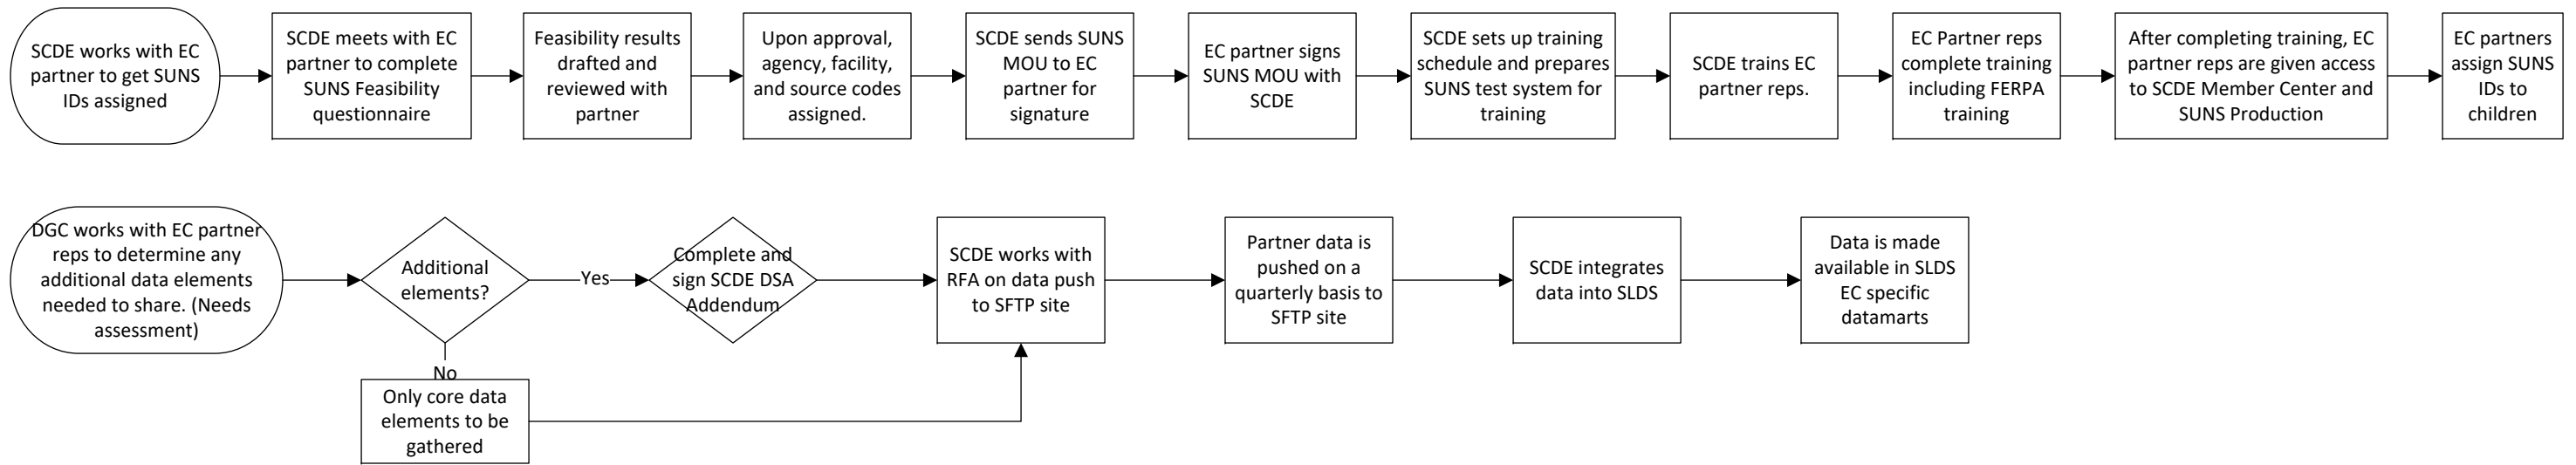 SCDE works with EC
partner to get SUNS
IDs assigned
SCDE meets with EC
partner to complete
SUNS Feasibility
questionnaire
Feasibility results
drafted and
reviewed with
partner
Upon approval,
agency, facility,
and source codes
assigned.
SCDE sends SUNS
MOU to EC
partner for
signature
EC partner signs
SUNS MOU with
SCDE
SCDE sets up training
schedule and prepares
SUNS test system for
training
SCDE trains EC
partner reps.
EC Partner reps
complete training
including FERPA
training
After completing training, EC
partner reps are given access
to SCDE Member Center and
SUNS Production
EC partners
assign SUNS
IDs to
children
DGC works with EC partner
reps to determine any
additional data elements
needed to share. (Needs
assessment)
Additional
elements?
Yes
Complete and
sign SCDE DSA
Addendum
SCDE works with
RFA on data push
to SFTP site
Partner data is
pushed on a
quarterly basis to
SFTP site
SCDE integrates
data into SLDS
Data is made
available in SLDS
EC specific
datamarts
No
Only core data
elements to be
gathered